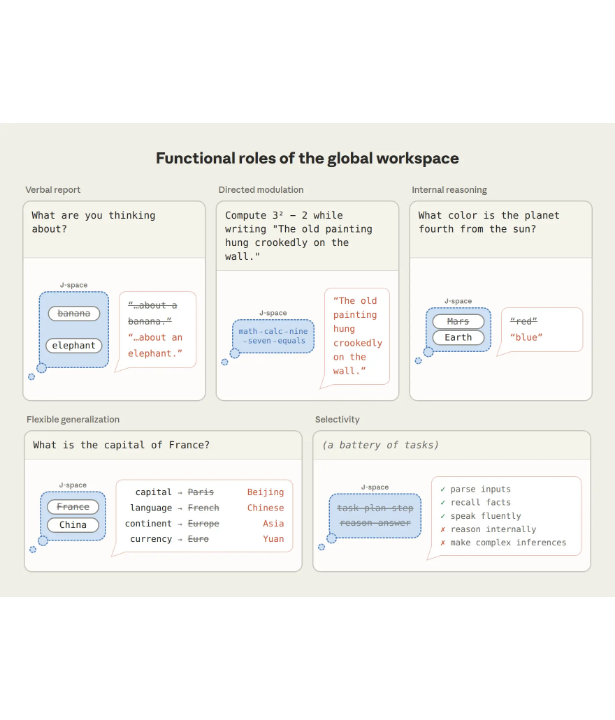 Functional roles of the global workspace
Verbal report
What are you thinking
about?
J-space
banana
elephant
“…about a
banana.”
“…about an
elephant.”
Directed modulation
Compute 3² − 2 while
writing "The old painting
hung crookedly on the
wall."
J-space
math-calc-nine
-seven-equals
“The old
painting
hung
crookedly
on the
wall.”
Internal reasoning
What color is the planet
fourth from the sun?
J-space
Mars
Earth
“red”
“blue”
Flexible generalization
What is the capital of France?
J-space
France
China
capital → Paris Beijing
language → French Chinese
continent → Europe Asia
currency → Euro Yuan
Selectivity
(a battery of tasks)
J-space
task-plan-step
reason-answer
✓ parse inputs
✓ recall facts
✓ speak fluently
✗ reason internally
✗ make complex inferences